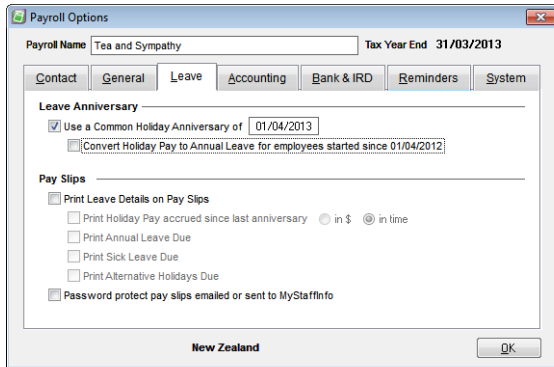 Payroll Options
Payroll Name Tea and Sympathy Tax Year End 31/03/2013
Contact General Leave Accounting Bank & IRD Reminders System
Leave Anniversary
Use a Common Holiday Anniversary of 01/04/2013
Convert Holiday Pay to Annual Leave for employees started since 01/04/2012
Pay Slips
Print Leave Details on Pay Slips
Print Holiday Pay accrued since last anniversary in $ in time
Print Annual Leave Due
Print Sick Leave Due
Print Alternative Holidays Due
Password protect pay slips emailed or sent to MyStaffInfo
New Zealand OK